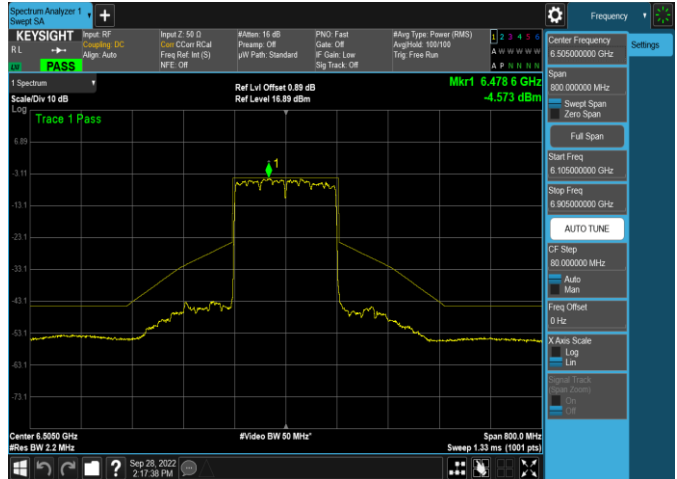 Spectrum Analyzer 1
Swept SA
Frequency
KEYSIGHT
R L
PASS
Input: RF
Coupling: DC
Align: Auto
Input Z: 50 Ω
Corr CCorr RCal
Freq Ref: Int (S)
NFE: Off
#Atten: 16 dB
Preamp: Off
µW Path: Standard
PNO: Fast
Gate: Off
IF Gain: Low
Sig Track: Off
#Avg Type: Power (RMS)
Avg|Hold: 100/100
Trig: Free Run
1 2 3 4 5 6
A W W W W W
A P N N N N
1 Spectrum
Scale/Div 10 dB
Log
Ref Lvl Offset 0.89 dB
Ref Level 16.89 dBm
Mkr1 6.478 6 GHz
-4.573 dBm
Trace 1 Pass
1
6.89
-3.11
-13.1
-23.1
-33.1
-43.1
-53.1
-63.1
-73.1
Center 6.5050 GHz
#Res BW 2.2 MHz
#Video BW 50 MHz*
Span 800.0 MHz
Sweep 1.33 ms (1001 pts)
Sep 28, 2022
2:17:38 PM
Center Frequency
6.505000000 GHz
Settings
Span
800.000000 MHz
Swept Span
Zero Span
Full Span
Start Freq
6.105000000 GHz
Stop Freq
6.905000000 GHz
AUTO TUNE
CF Step
80.000000 MHz
Auto
Man
Freq Offset
0 Hz
X Axis Scale
Log
Lin
Signal Track
(Span Zoom)
On
Off